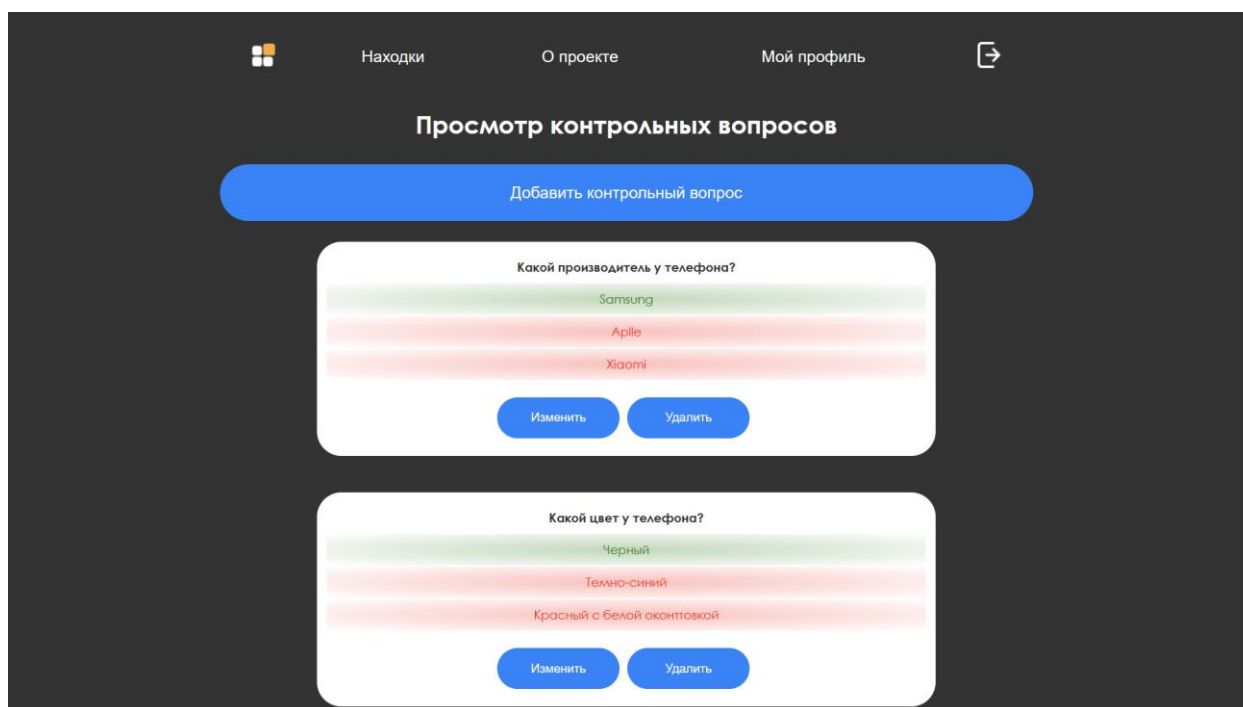 Находки О проекте Мой профиль
Просмотр контрольных вопросов
Добавить контрольный вопрос
Какой производитель у телефона?
Samsung
Aplle
Xiaomi
Изменить Удалить
Какой цвет у телефона?
Черный
Темно-синий
Красный с белой оконттовкой
Изменить Удалить